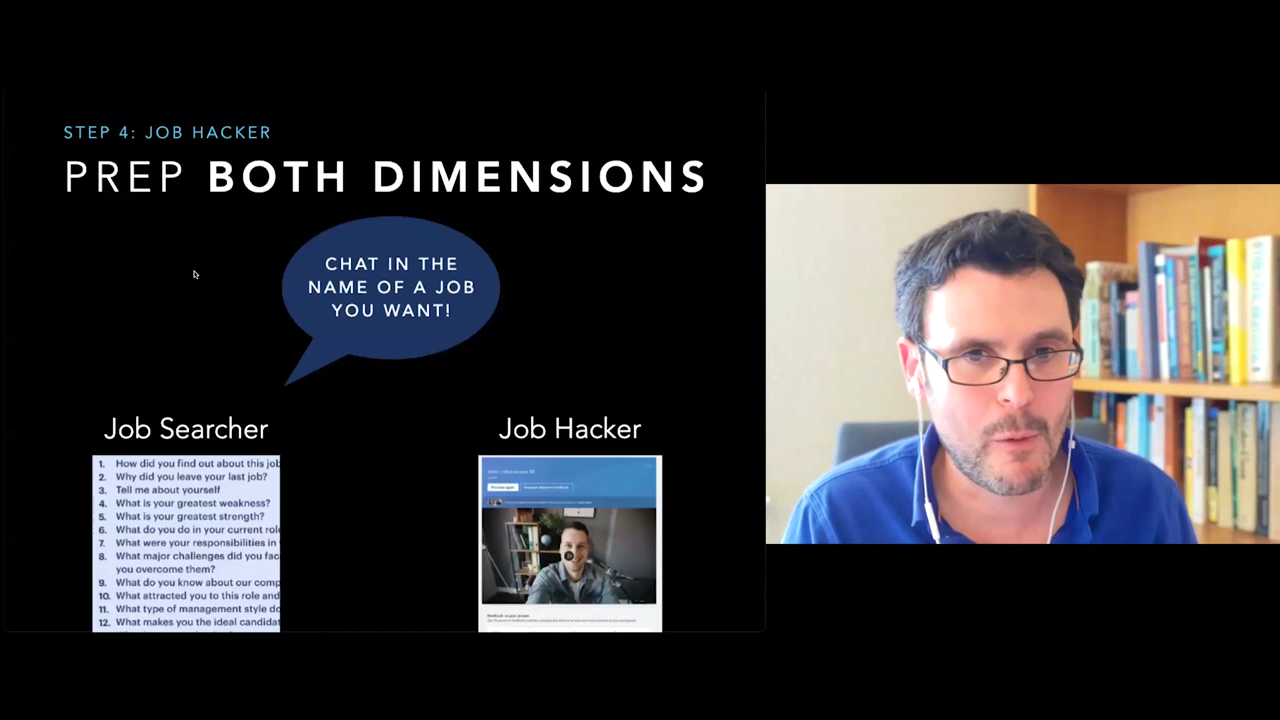 STEP 4: JOB HACKER
PREP BOTH DIMENSIONS
CHAT IN THE
NAME OF A JOB
YOU WANT!
Job Searcher
1. How did you find out about this job
2. Why did you leave your last job?
3. Tell me about yourself
4. What is your greatest weakness?
5. What is your greatest strength?
6. What do you do in your current role
7. What were your responsibilities in
8. What major challenges did you fac
you overcome them?
9. What do you know about our comp
10. What attracted you to this role and
11. What type of management style do
12. What makes you the ideal candidat
Job Hacker